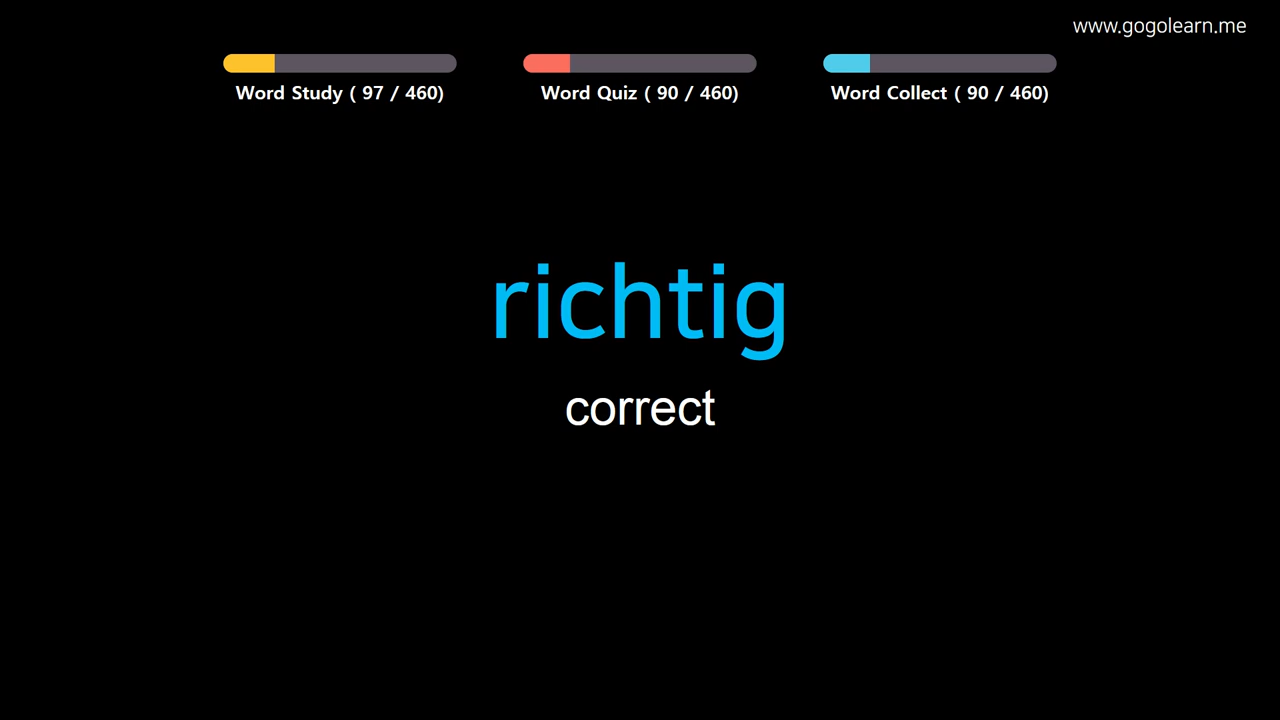 www.gogolearn.me
Word Study ( 97 / 460)
Word Quiz ( 90 / 460)
Word Collect ( 90 / 460)
richtig
correct